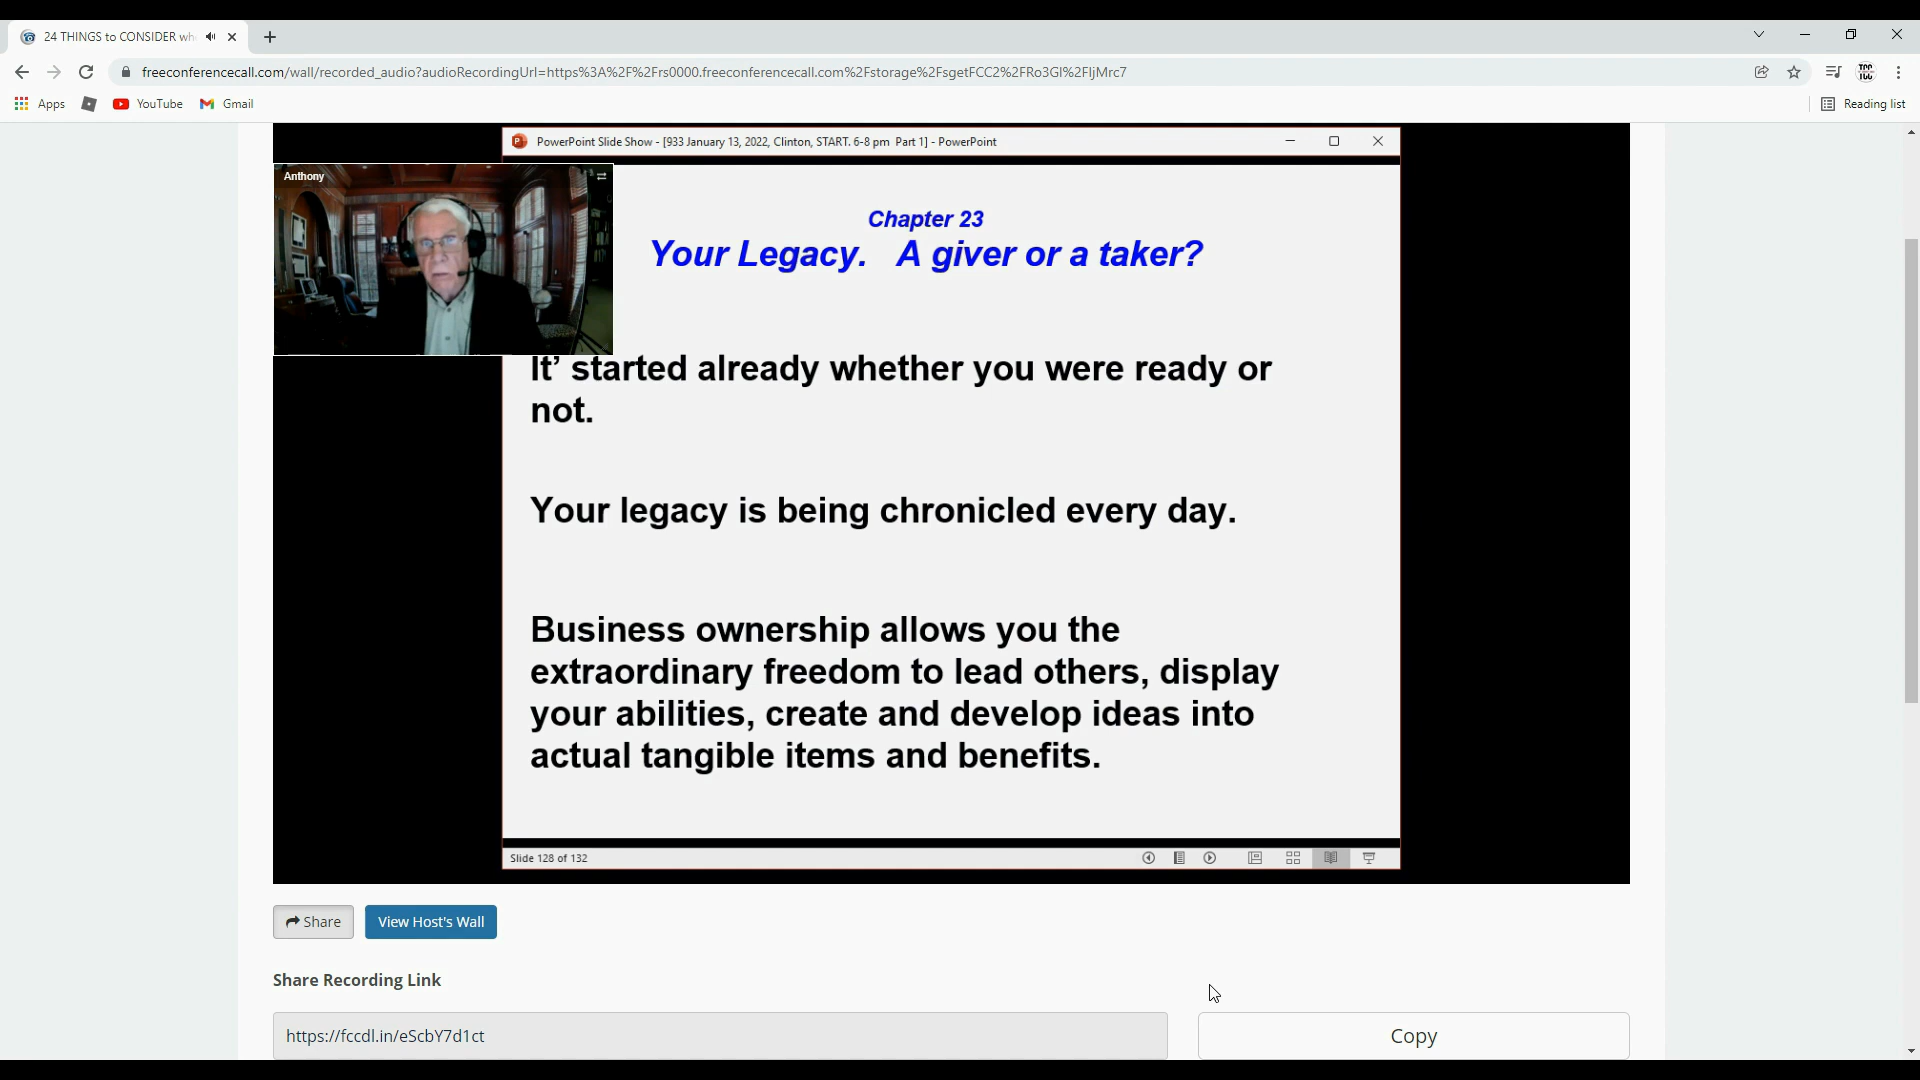 24 THINGS to CONSIDER wh
freeconferencecall.com/wall/recorded_audio?audioRecordingUrl=https%3A%2F%2Frs0000.freeconferencecall.com%2Fstorage%2FsgetFCC2%2FRo3GI%2FIjMrc7
Apps YouTube Gmail Reading list
PowerPoint Slide Show - [933 January 13, 2022, Clinton, START. 6-8 pm Part 1] - PowerPoint
Anthony
Chapter 23
Your Legacy. A giver or a taker?
It’ started already whether you were ready or
not.
Your legacy is being chronicled every day.
Business ownership allows you the
extraordinary freedom to lead others, display
your abilities, create and develop ideas into
actual tangible items and benefits.
Slide 128 of 132
Share View Host's Wall
Share Recording Link
https://fccdl.in/eScbY7d1ct Copy